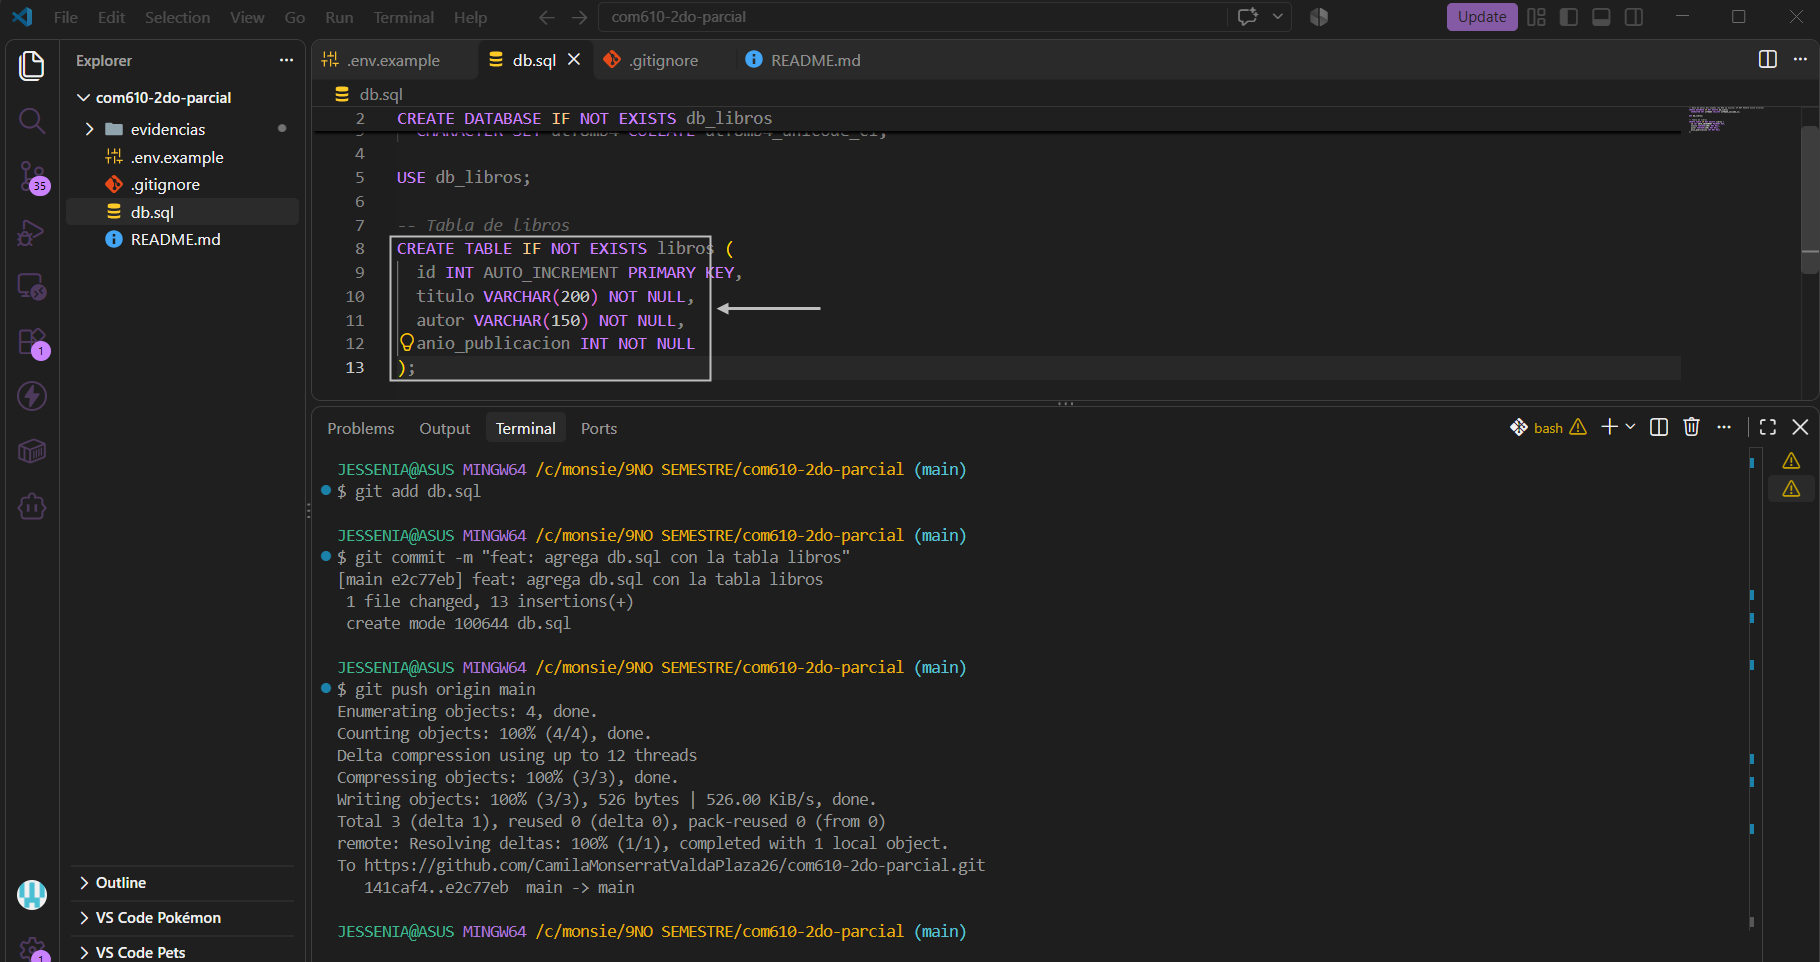 File Edit Selection View Go Run Terminal Help
com610-2do-parcial
Update
Explorer
com610-2do-parcial
evidencias
.env.example
.gitignore
db.sql
README.md
35
1
Outline
VS Code Pokémon
VS Code Pets
1
.env.example
db.sql
.gitignore
README.md
db.sql
2 CREATE DATABASE IF NOT EXISTS db_libros
4
5 USE db_libros;
6
7 -- Tabla de libros
8 CREATE TABLE IF NOT EXISTS libros (
9 id INT AUTO_INCREMENT PRIMARY KEY,
10 titulo VARCHAR(200) NOT NULL,
11 autor VARCHAR(150) NOT NULL,
12 anio_publicacion INT NOT NULL
13 );
Problems Output Terminal Ports
bash
JESSENIA@ASUS MINGW64 /c/monsie/9NO SEMESTRE/com610-2do-parcial (main)
$ git add db.sql
JESSENIA@ASUS MINGW64 /c/monsie/9NO SEMESTRE/com610-2do-parcial (main)
$ git commit -m "feat: agrega db.sql con la tabla libros"
[main e2c77eb] feat: agrega db.sql con la tabla libros
1 file changed, 13 insertions(+)
create mode 100644 db.sql
JESSENIA@ASUS MINGW64 /c/monsie/9NO SEMESTRE/com610-2do-parcial (main)
$ git push origin main
Enumerating objects: 4, done.
Counting objects: 100% (4/4), done.
Delta compression using up to 12 threads
Compressing objects: 100% (3/3), done.
Writing objects: 100% (3/3), 526 bytes | 526.00 KiB/s, done.
Total 3 (delta 1), reused 0 (delta 0), pack-reused 0 (from 0)
remote: Resolving deltas: 100% (1/1), completed with 1 local object.
To https://github.com/CamilaMonserratValdaPlaza26/com610-2do-parcial.git
141caf4..e2c77eb main -> main
JESSENIA@ASUS MINGW64 /c/monsie/9NO SEMESTRE/com610-2do-parcial (main)